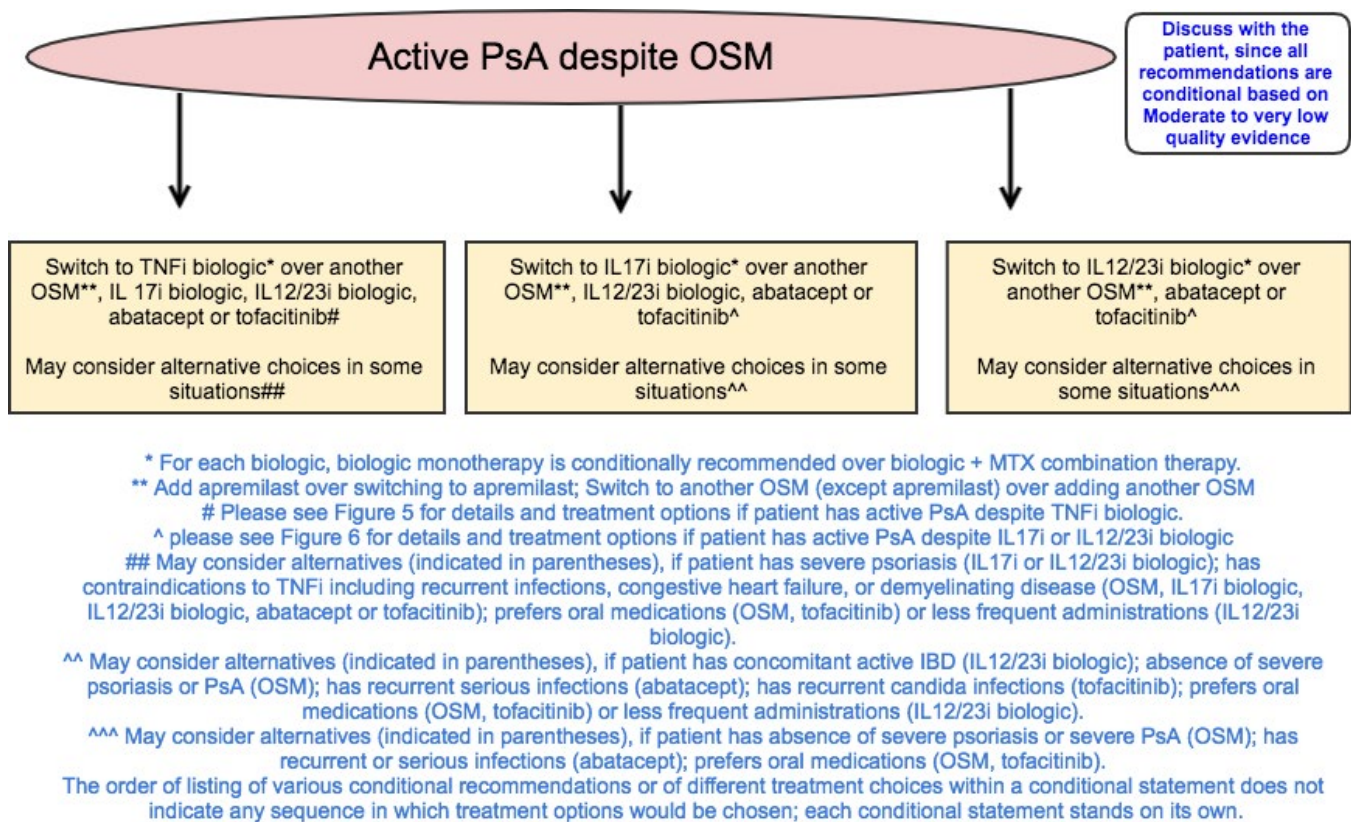 Active PsA despite OSM
Discuss with the
patient, since all
recommendations are
conditional based on
Moderate to very low
quality evidence
Switch to TNFi biologic* over another
OSM**, IL 17i biologic, IL12/23i biologic,
abatacept or tofacitinib#
May consider alternative choices in some
situations##
Switch to IL17i biologic* over another
OSM**, IL12/23i biologic, abatacept or
tofacitinib^
May consider alternative choices in some
situations^^
Switch to IL12/23i biologic* over
another OSM**, abatacept or
tofacitinib^
May consider alternative choices in
some situations^^^
* For each biologic, biologic monotherapy is conditionally recommended over biologic + MTX combination therapy.
** Add apremilast over switching to apremilast; Switch to another OSM (except apremilast) over adding another OSM
# Please see Figure 5 for details and treatment options if patient has active PsA despite TNFi biologic.
^ please see Figure 6 for details and treatment options if patient has active PsA despite IL17i or IL12/23i biologic
## May consider alternatives (indicated in parentheses), if patient has severe psoriasis (IL17i or IL12/23i biologic); has
contraindications to TNFi including recurrent infections, congestive heart failure, or demyelinating disease (OSM, IL17i biologic,
IL12/23i biologic, abatacept or tofacitinib); prefers oral medications (OSM, tofacitinib) or less frequent administrations (IL12/23i
biologic).
^^ May consider alternatives (indicated in parentheses), if patient has concomitant active IBD (IL12/23i biologic); absence of severe
psoriasis or PsA (OSM); has recurrent serious infections (abatacept); has recurrent candida infections (tofacitinib); prefers oral
medications (OSM, tofacitinib) or less frequent administrations (IL12/23i biologic).
^^^ May consider alternatives (indicated in parentheses), if patient has absence of severe psoriasis or severe PsA (OSM); has
recurrent or serious infections (abatacept); prefers oral medications (OSM, tofacitinib).
The order of listing of various conditional recommendations or of different treatment choices within a conditional statement does not
indicate any sequence in which treatment options would be chosen; each conditional statement stands on its own.